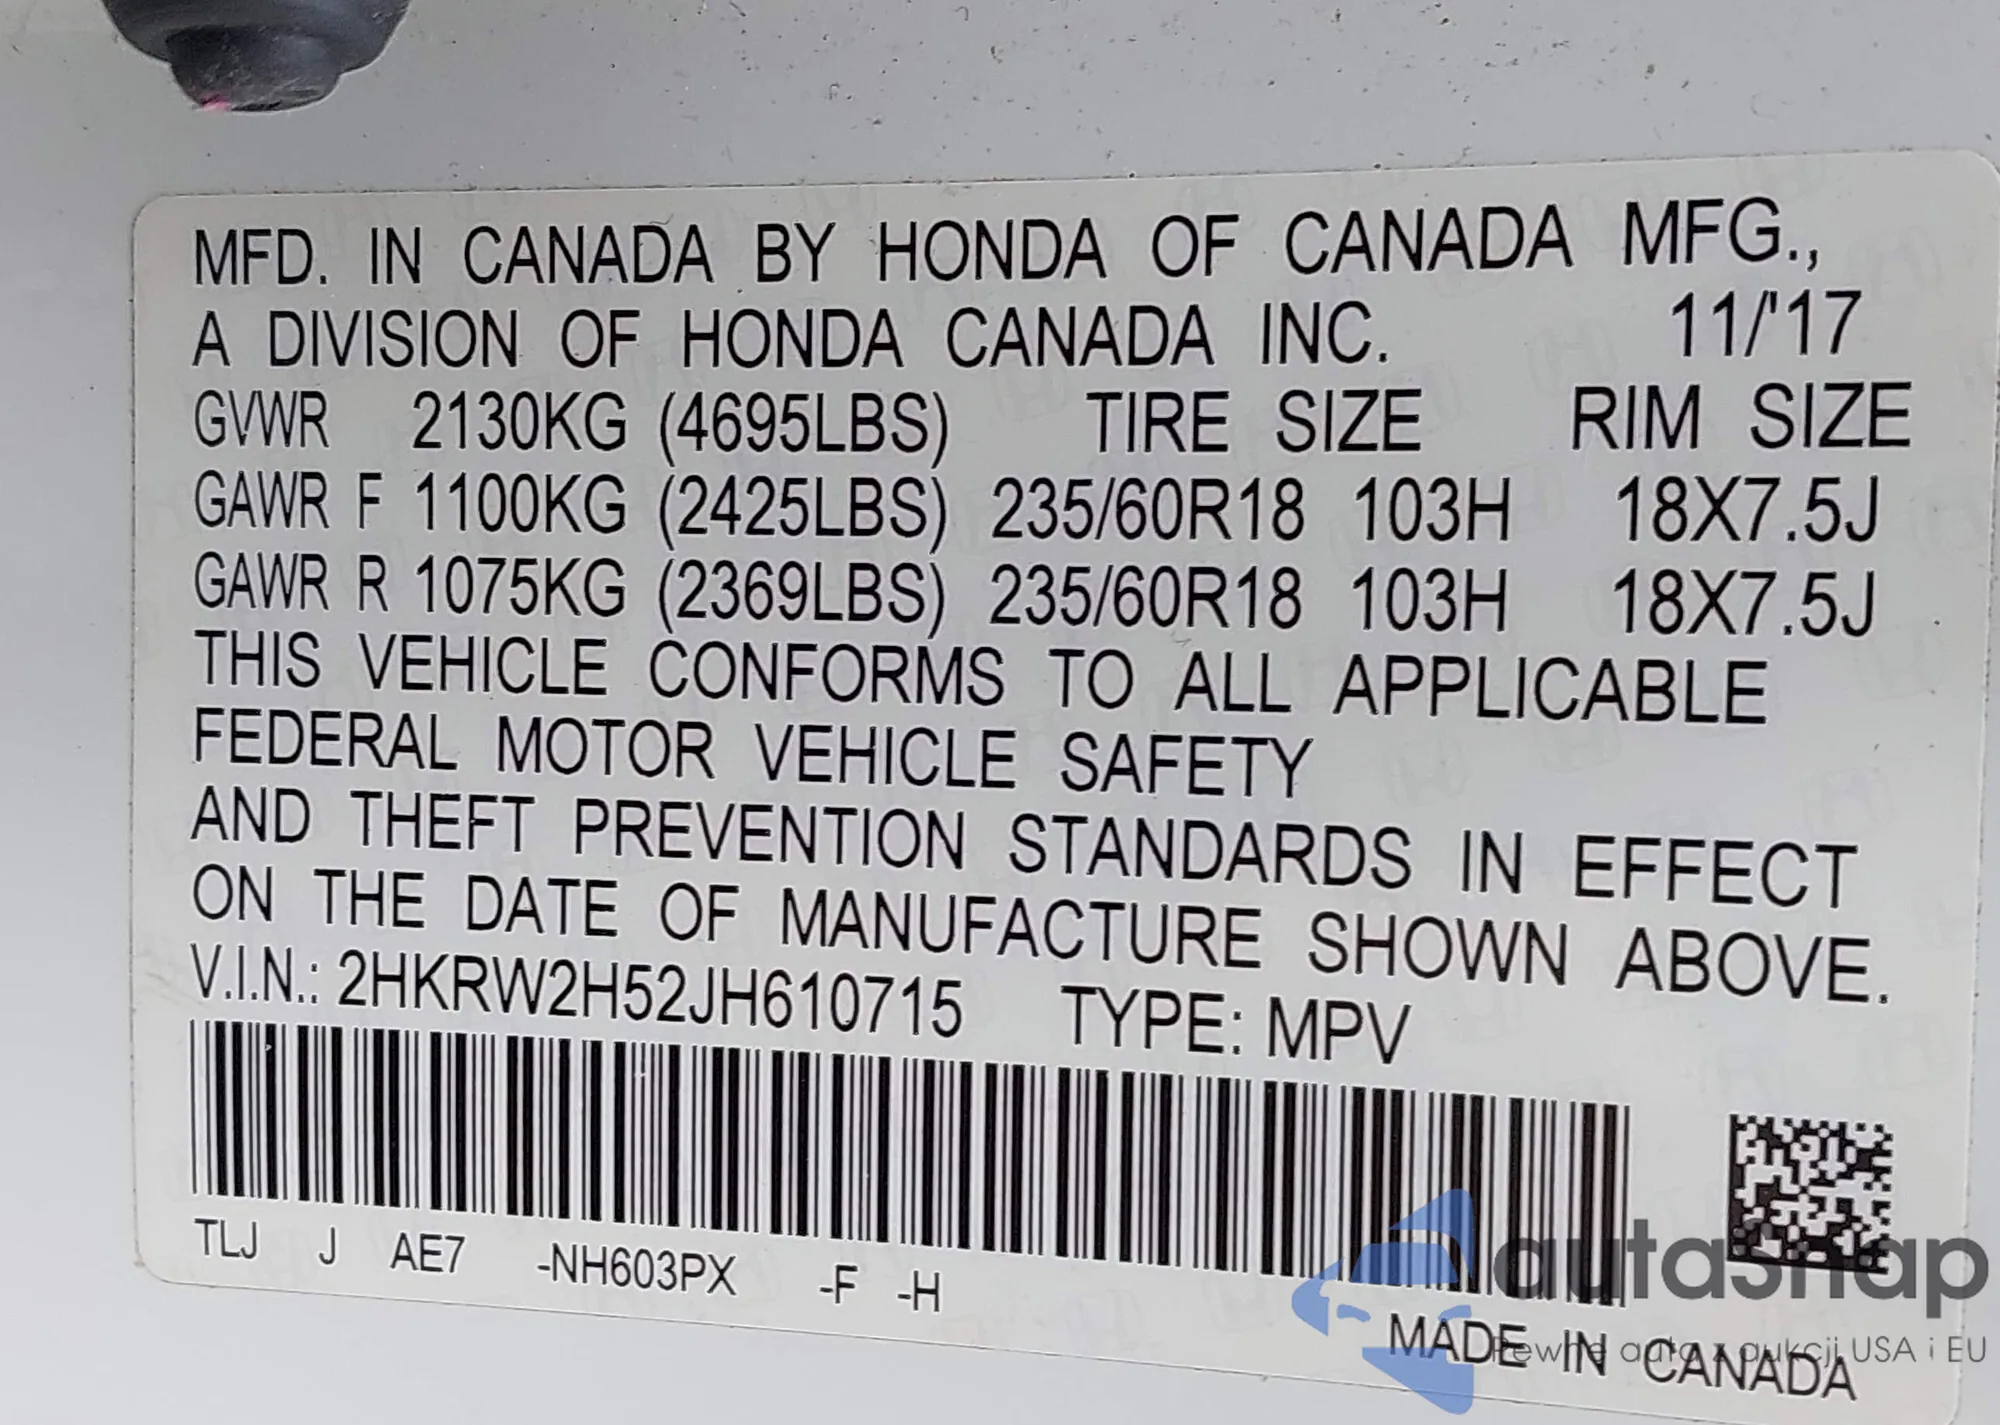 MFD. IN CANADA BY HONDA OF CANADA MFG.,
A DIVISION OF HONDA CANADA INC. 11/'17
GVWR 2130KG (4695LBS) TIRE SIZE RIM SIZE
GAWR F 1100KG (2425LBS) 235/60R18 103H 18X7.5J
GAWR R 1075KG (2369LBS) 235/60R18 103H 18X7.5J
THIS VEHICLE CONFORMS TO ALL APPLICABLE
FEDERAL MOTOR VEHICLE SAFETY
AND THEFT PREVENTION STANDARDS IN EFFECT
ON THE DATE OF MANUFACTURE SHOWN ABOVE.
V.I.N.: 2HKRW2H52JH610715 TYPE: MPV
TLJ J AE7 -NH603PX -F -H
MADE IN CANADA
autasnap
Pewne auta z aukcji USA i EU